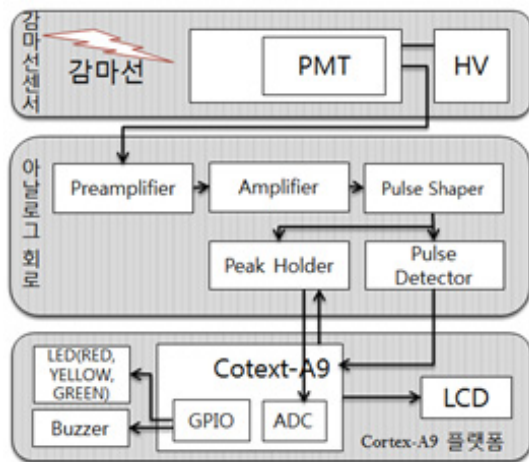 감마선센서
감마선
PMT
HV
아날로그 회로
Preamplifier
Amplifier
Pulse Shaper
Peak Holder
Pulse
Detector
LED(RED,
YELLOW,
GREEN)
Buzzer
Cotext-A9
GPIO
ADC
LCD
Cortex-A9 플랫폼